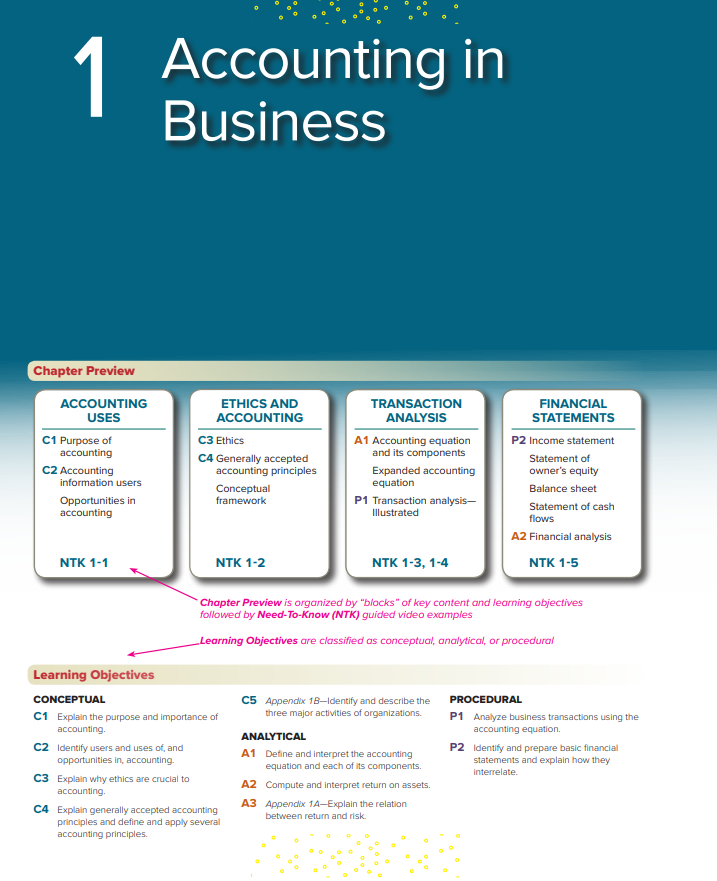 1
Accounting in
Business
Chapter Preview
ACCOUNTING
USES
C1 Purpose of
accounting
C2 Accounting
information users
Opportunities in
accounting
NTK 1-1
ETHICS AND
ACCOUNTING
C3 Ethics
C4 Generally accepted
accounting principles
Conceptual
framework
NTK 1-2
TRANSACTION
ANALYSIS
A1 Accounting equation
and its components
Expanded accounting
equation
P1 Transaction analysis—
Illustrated
NTK 1-3, 1-4
FINANCIAL
STATEMENTS
P2 Income statement
Statement of
owner’s equity
Balance sheet
Statement of cash
flows
A2 Financial analysis
NTK 1-5
Chapter Preview is organized by “blocks” of key content and learning objectives
followed by Need-To-Know (NTK) guided video examples
Learning Objectives are classified as conceptual, analytical, or procedural
Learning Objectives
CONCEPTUAL
C1 Explain the purpose and importance of
accounting.
C2 Identify users and uses of, and
opportunities in, accounting.
C3 Explain why ethics are crucial to
accounting.
C4 Explain generally accepted accounting
principles and define and apply several
accounting principles.
C5 Appendix 1B—Identify and describe the
three major activities of organizations.
ANALYTICAL
A1 Define and interpret the accounting
equation and each of its components.
A2 Compute and interpret return on assets.
A3 Appendix 1A—Explain the relation
between return and risk.
PROCEDURAL
P1 Analyze business transactions using the
accounting equation.
P2 Identify and prepare basic financial
statements and explain how they
interrelate.